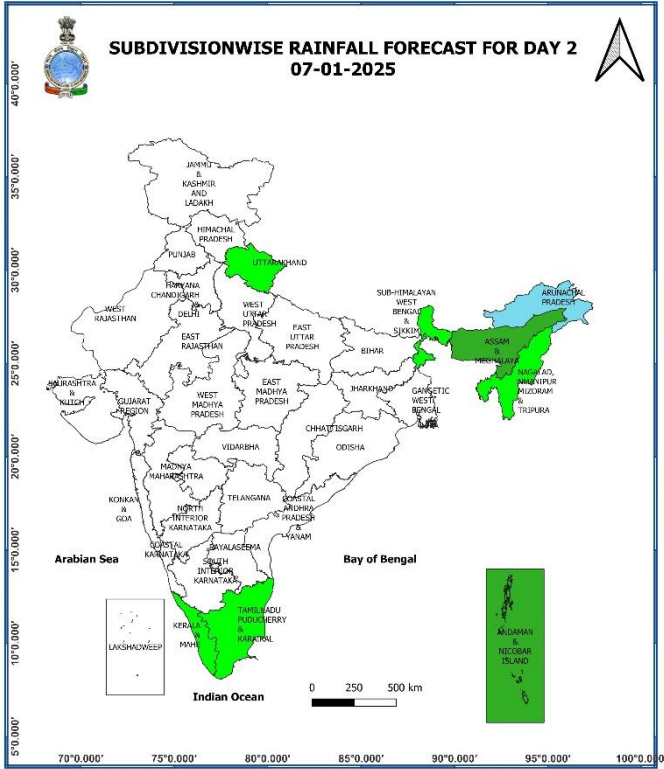 SUBDIVISIONWISE RAINFALL FORECAST FOR DAY 2
07-01-2025
40°0.000'
35°0.000'
30°0.000'
25°0.000'
20°0.000'
15°0.000'
10°0.000'
5°0.000'
JAMMU
&
KASHMIR
AND
LADAKH
HIMACHAL
PRADESH
PUNJAB
UTTARAKHAND
HARYANA
CHANDIGARH
&
DELHI
WEST
RAJASTHAN
WEST
UTTAR
PRADESH
EAST
RAJASTHAN
EAST
UTTAR
PRADESH
SUB-HIMALAYAN
WEST
BENGAL
&
SIKKIM
ARUNACHAL
PRADESH
BIHAR
ASSAM
&
MEGHALAYA
NAGALAD,
MANIPUR
MIZORAM
&
TRIPURA
SAURASHTRA
&
KUTCH
GUJARAT
REGION
WEST
MADHYA
PRADESH
EAST
MADHYA
PRADESH
JHARKHAND
GANGETIC
WEST
BENGAL
CHHATTISGARH
ODISHA
VIDARBHA
MADHYA
MAHARASHTRA
TELANGANA
KONKAN
&
GOA
NORTH
INTERIOR
KARNATAKA
COASTAL
ANDHRA
PRADESH
&
YANAM
COASTAL
KARNATAKA
RAYALASEEMA
SOUTH
INTERIOR
KARNATAKA
Arabian Sea
Bay of Bengal
TAMILNADU
PUDUCHERRY
&
KARAIKAL
KERALA
&
MAHE
LAKSHADWEEP
ANDAMAN
&
NICOBAR
ISLAND
Indian Ocean
0 250 500 km
70°0.000' 75°0.000' 80°0.000' 85°0.000' 90°0.000' 95°0.000' 100°0.000'